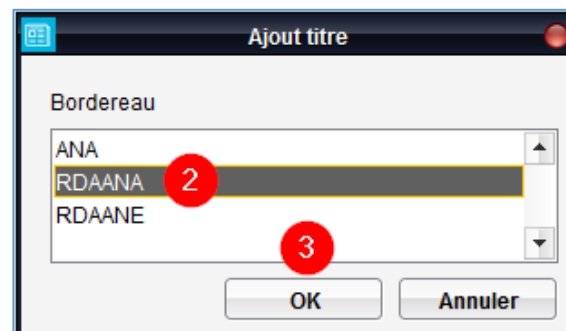 Ajout titre
Bordereau
ANA
RDAANA 2
RDAANE
3
OK Annuler